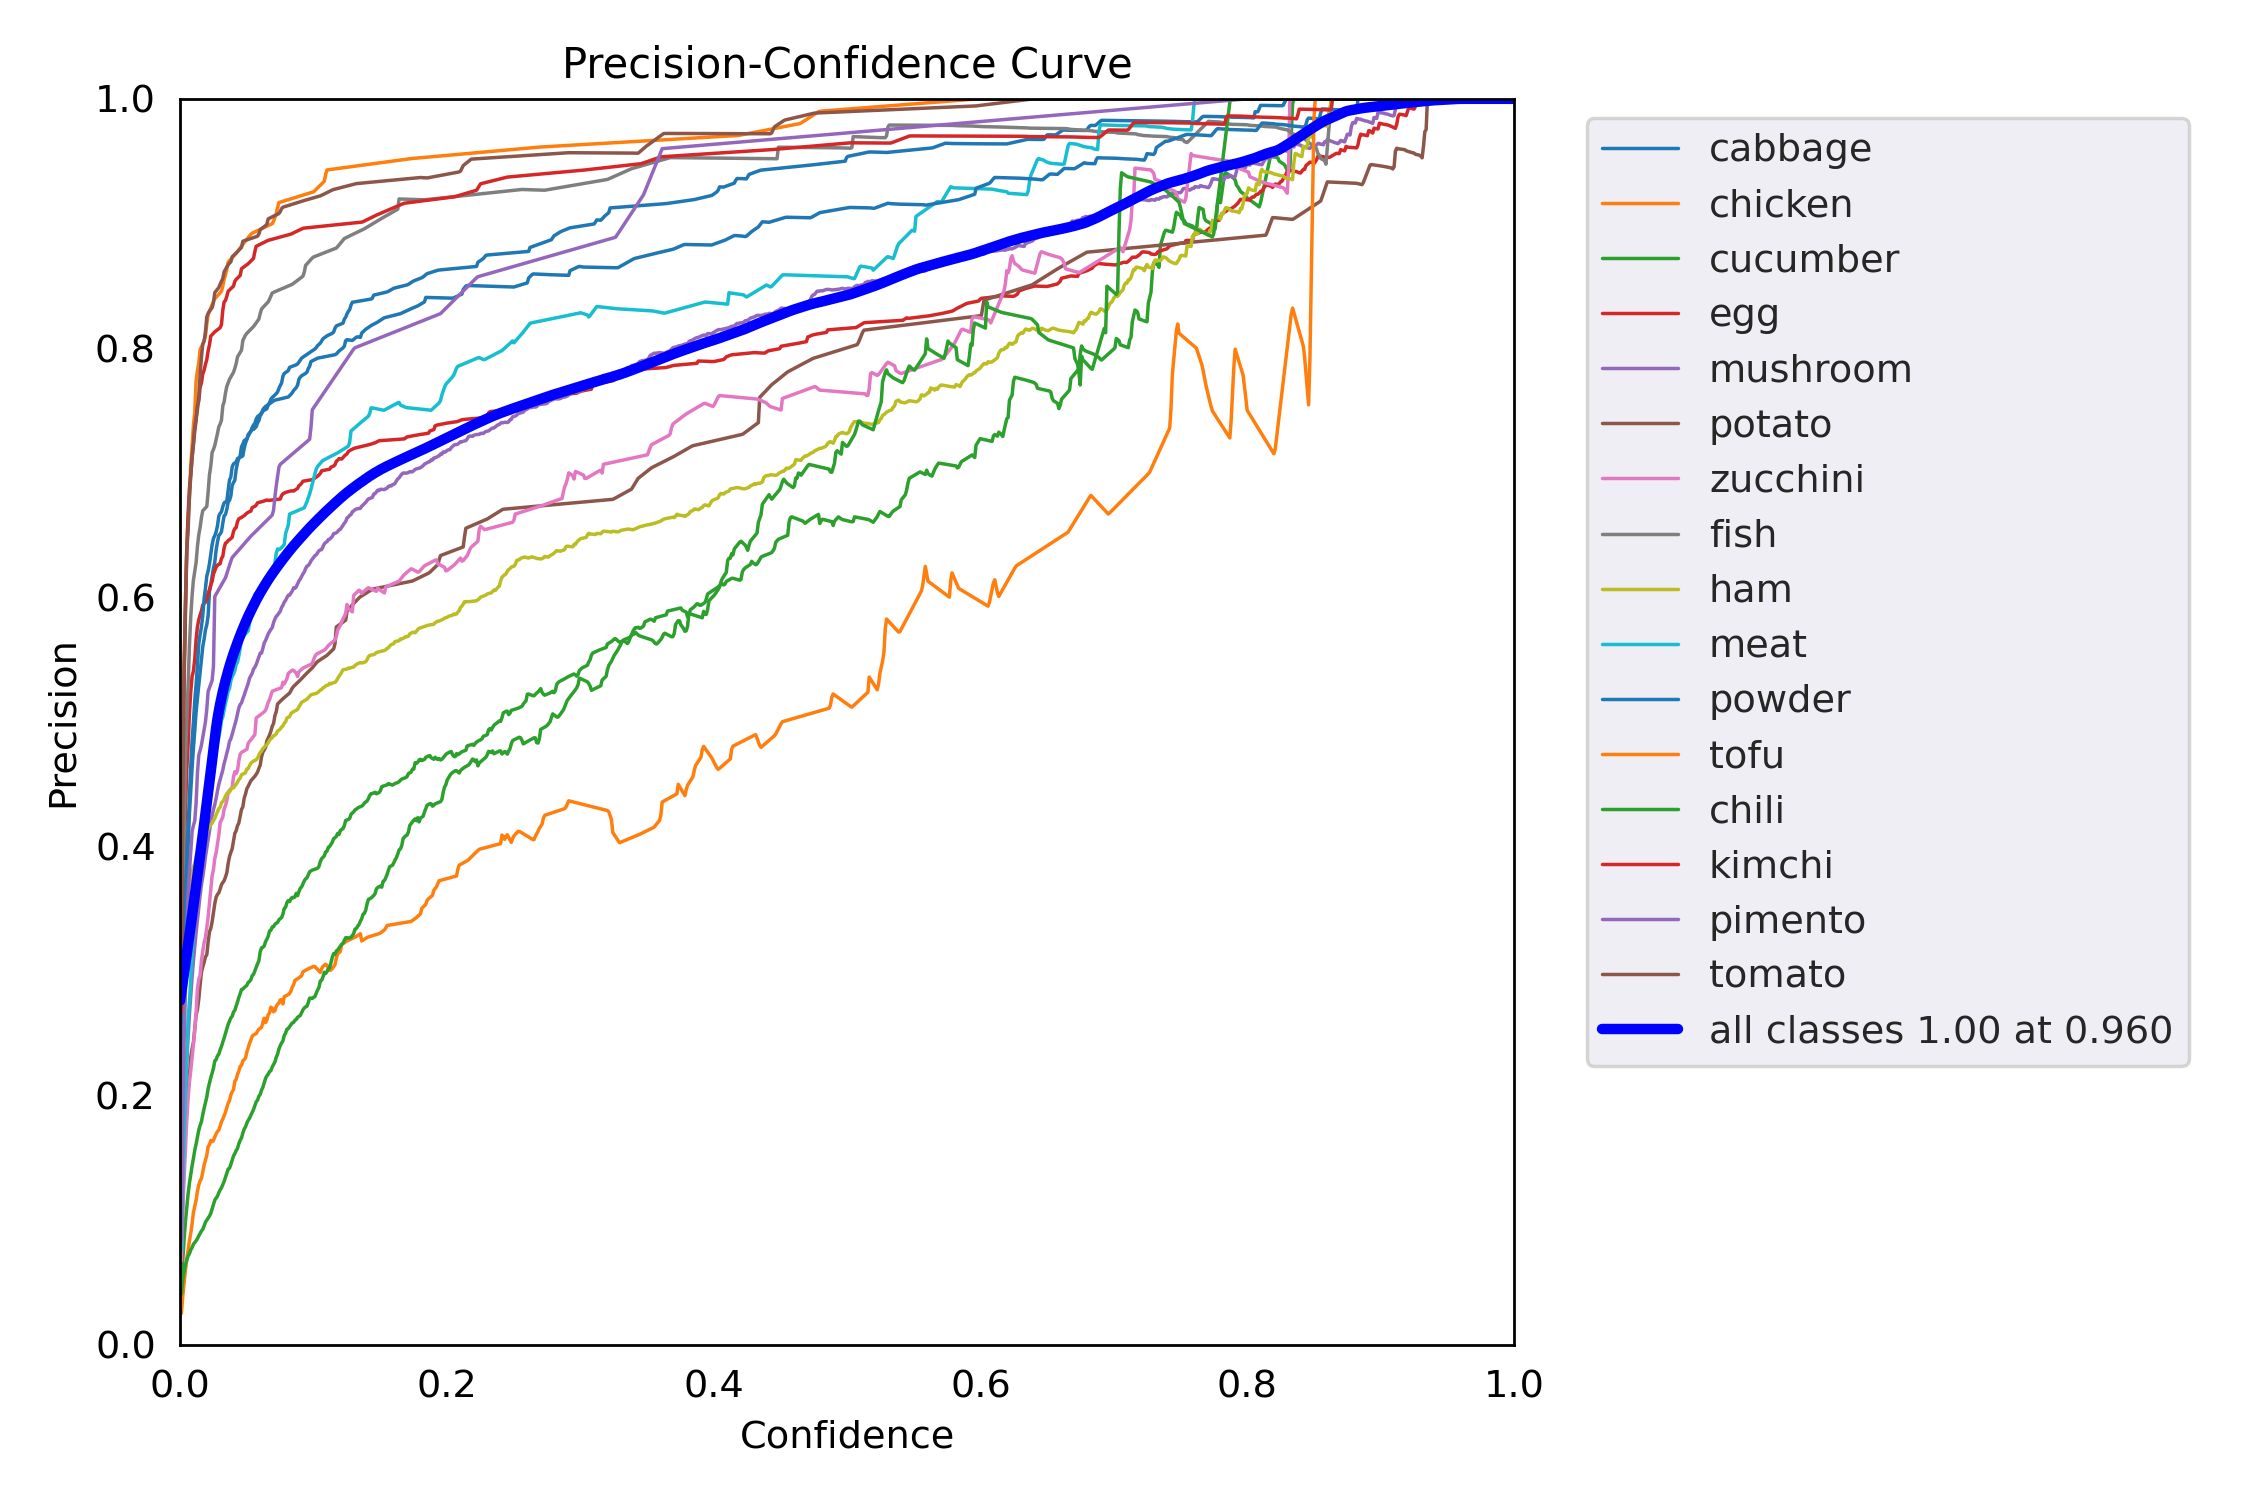 Precision-Confidence Curve
1.0
0.8
0.6
0.4
0.2
0.0
Precision
0.0 0.2 0.4 0.6 0.8 1.0
Confidence
cabbage
chicken
cucumber
egg
mushroom
potato
zucchini
fish
ham
meat
powder
tofu
chili
kimchi
pimento
tomato
all classes 1.00 at 0.960